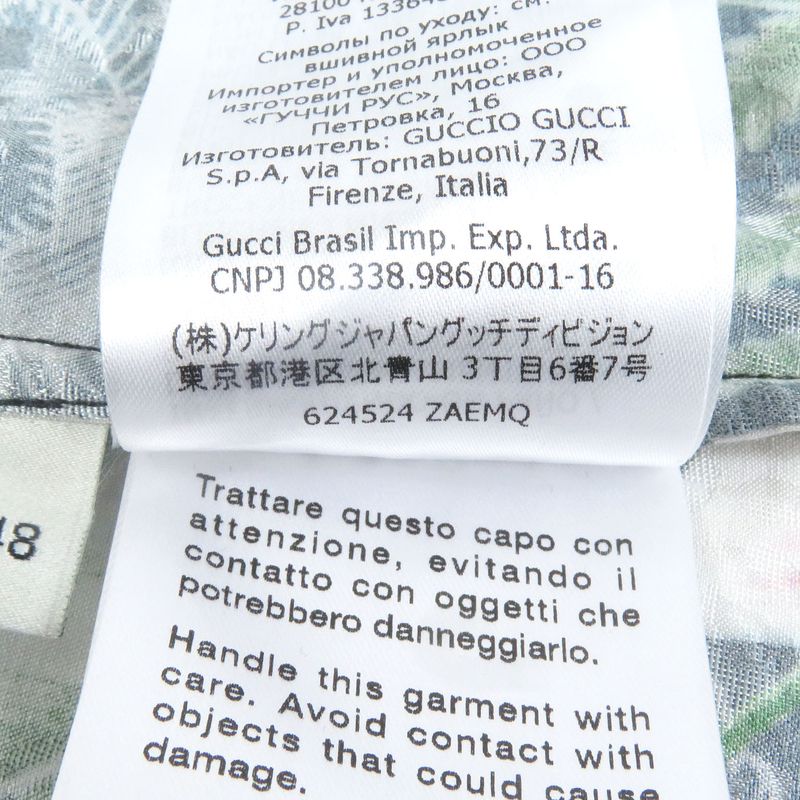 28100
P. Iva
Символы по уходу: см.
вшивной ярлык
Импортер и уполномоченное
изготовителем лицо: ООО
«ГУЧЧИ РУС», Москва,
Петровка, 16
Изготовитель: GUCCIO GUCCI
S.p.A, via Tornabuoni,73/R
Firenze, Italia
Gucci Brasil Imp. Exp. Ltda.
CNPJ 08.338.986/0001-16
(株)ケリングジャパングッチディビジョン
東京都港区北青山 3丁目6番7号
624524 ZAEMQ
48
Trattare questo capo con
attenzione, evitando il
contatto con oggetti che
potrebbero danneggiarlo.
Handle this garment with
care. Avoid contact with
objects that could cause
damage.